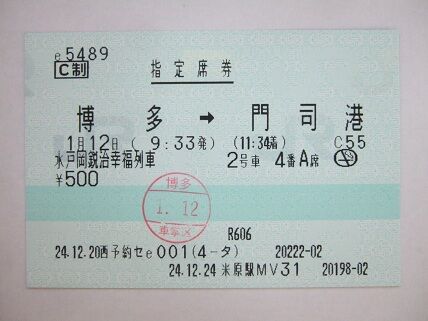 e5489
C制
指定席券
博多 → 門司港
1月12日( 9:33発) (11:34着) C55
水戸岡鋭治幸福列車 2号車 4番A席
¥500
博多
1.12
車掌区
R606
24.12.20西予約セe001(4-タ) 20222-02
24.12.24 米原駅MV31 20198-02